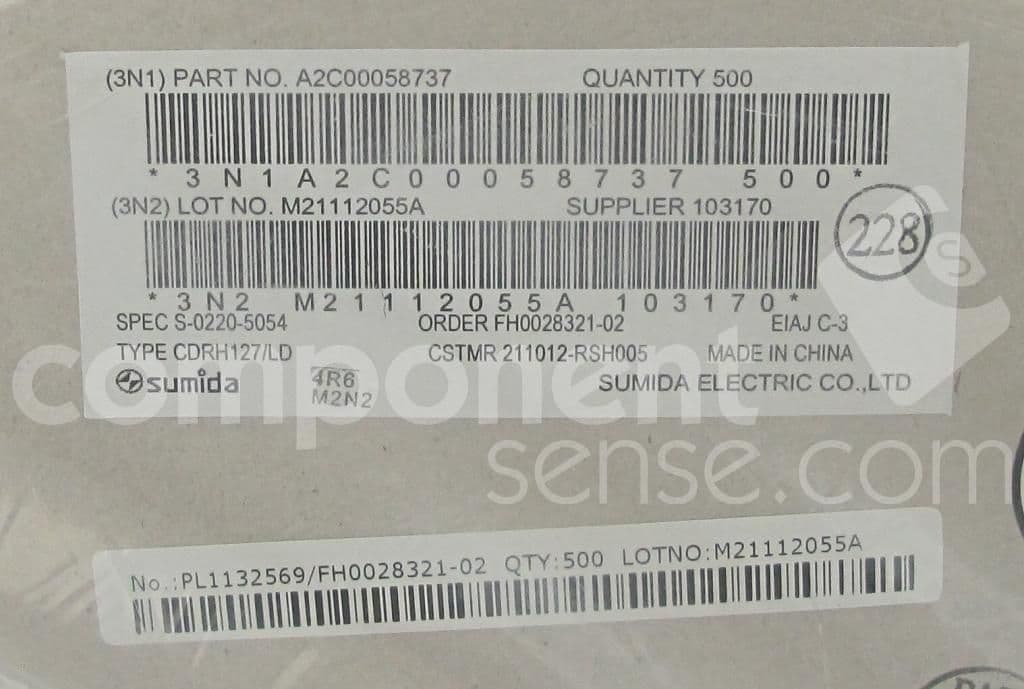 (3N1) PART NO. A2C00058737 QUANTITY 500
* 3 N 1 A 2 C 0 0 0 5 8 7 3 7 5 0 0 *
(3N2) LOT NO. M21112055A SUPPLIER 103170
228
* 3 N 2 M 2 1 1 1 2 0 5 5 A 1 0 3 1 7 0 *
SPEC S-0220-5054 ORDER FH0028321-02 EIAJ C-3
TYPE CDRH127/LD CSTMR 211012-RSH005 MADE IN CHINA
sumida 4R6 SUMIDA ELECTRIC CO.,LTD
M2N2
component
sense.com
No.:PL1132569/FH0028321-02 QTY:500 LOTNO:M21112055A